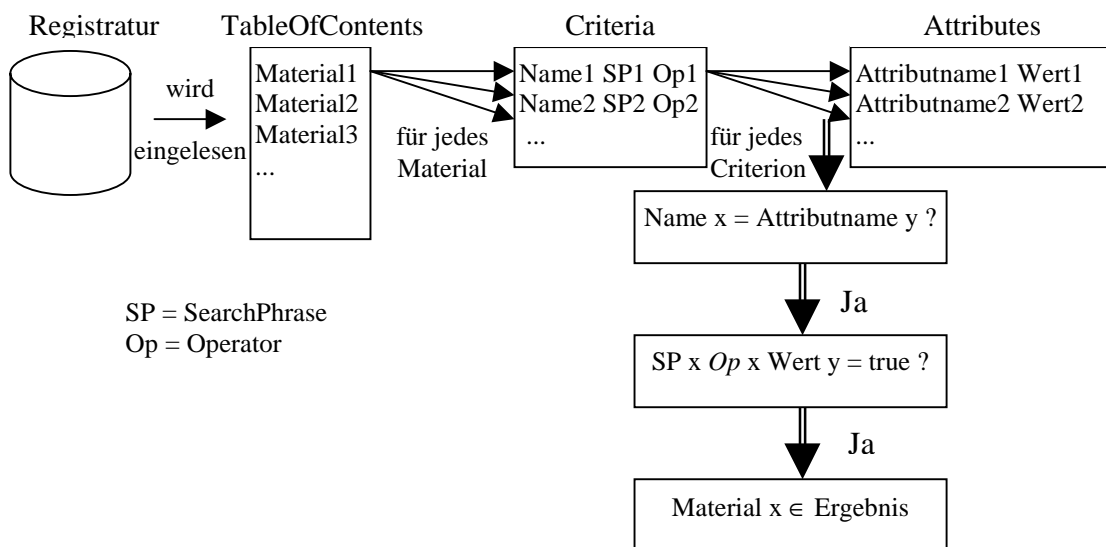 Registratur
TableOfContents
Criteria
Attributes
wird
eingelesen
Material1
Material2
Material3
...
für jedes
Material
Name1 SP1 Op1
Name2 SP2 Op2
...
für jedes
Criterion
Attributname1 Wert1
Attributname2 Wert2
...
Name x = Attributname y ?
Ja
SP = SearchPhrase
Op = Operator
SP x Op x Wert y = true ?
Ja
Material x ∈ Ergebnis